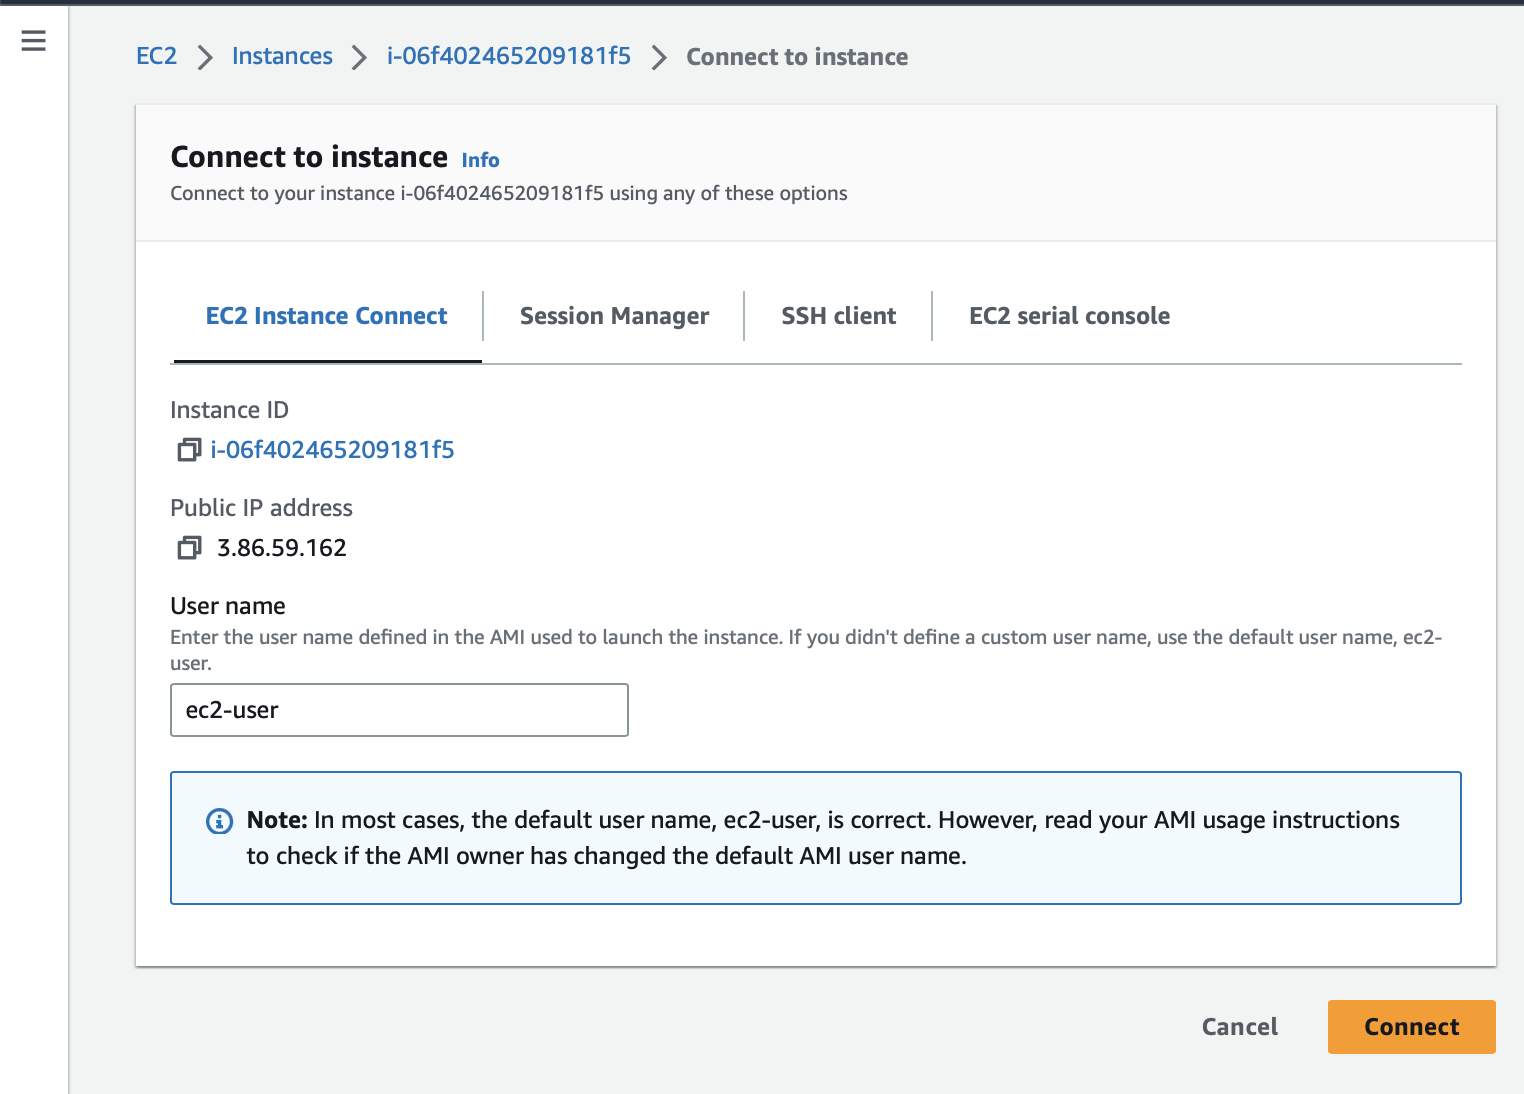 EC2 > Instances > i-06f402465209181f5 > Connect to instance
Connect to instance Info
Connect to your instance i-06f402465209181f5 using any of these options
EC2 Instance Connect
Session Manager
SSH client
EC2 serial console
Instance ID
i-06f402465209181f5
Public IP address
3.86.59.162
User name
Enter the user name defined in the AMI used to launch the instance. If you didn't define a custom user name, use the default user name, ec2-
user.
ec2-user
Note: In most cases, the default user name, ec2-user, is correct. However, read your AMI usage instructions
to check if the AMI owner has changed the default AMI user name.
Cancel
Connect